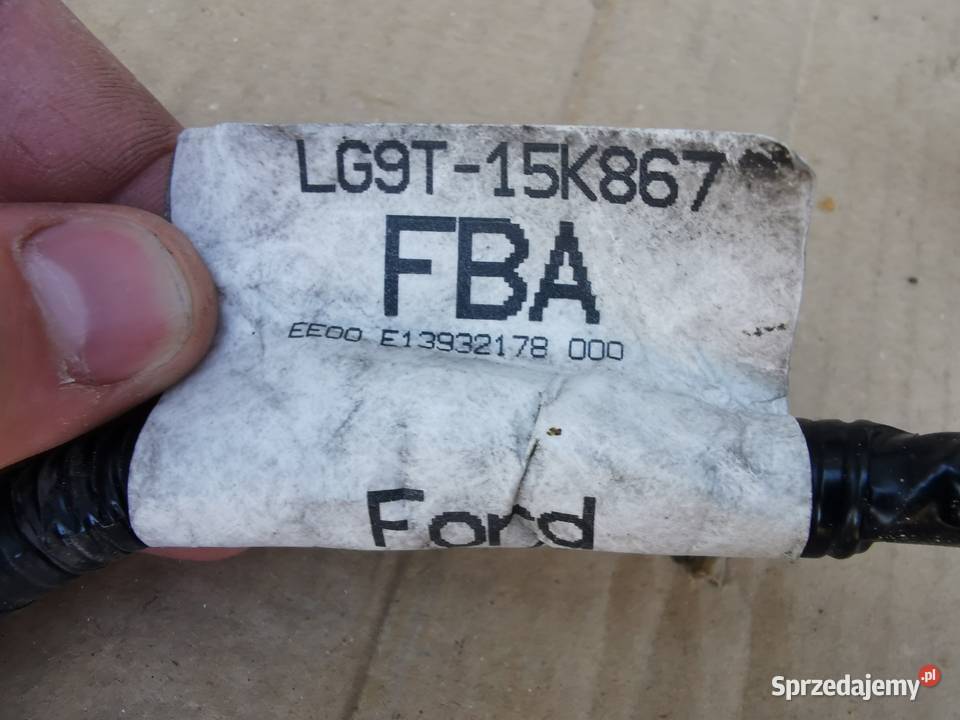 LG9T-15K867
FBA
EE00 E13932178 000
Ford
Sprzedajemy.pl